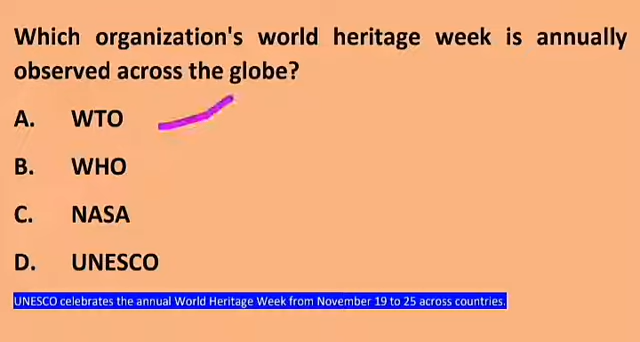 Which organization's world heritage week is annually
observed across the globe?
A. WTO
B. WHO
C. NASA
D. UNESCO
UNESCO celebrates the annual World Heritage Week from November 19 to 25 across countries.